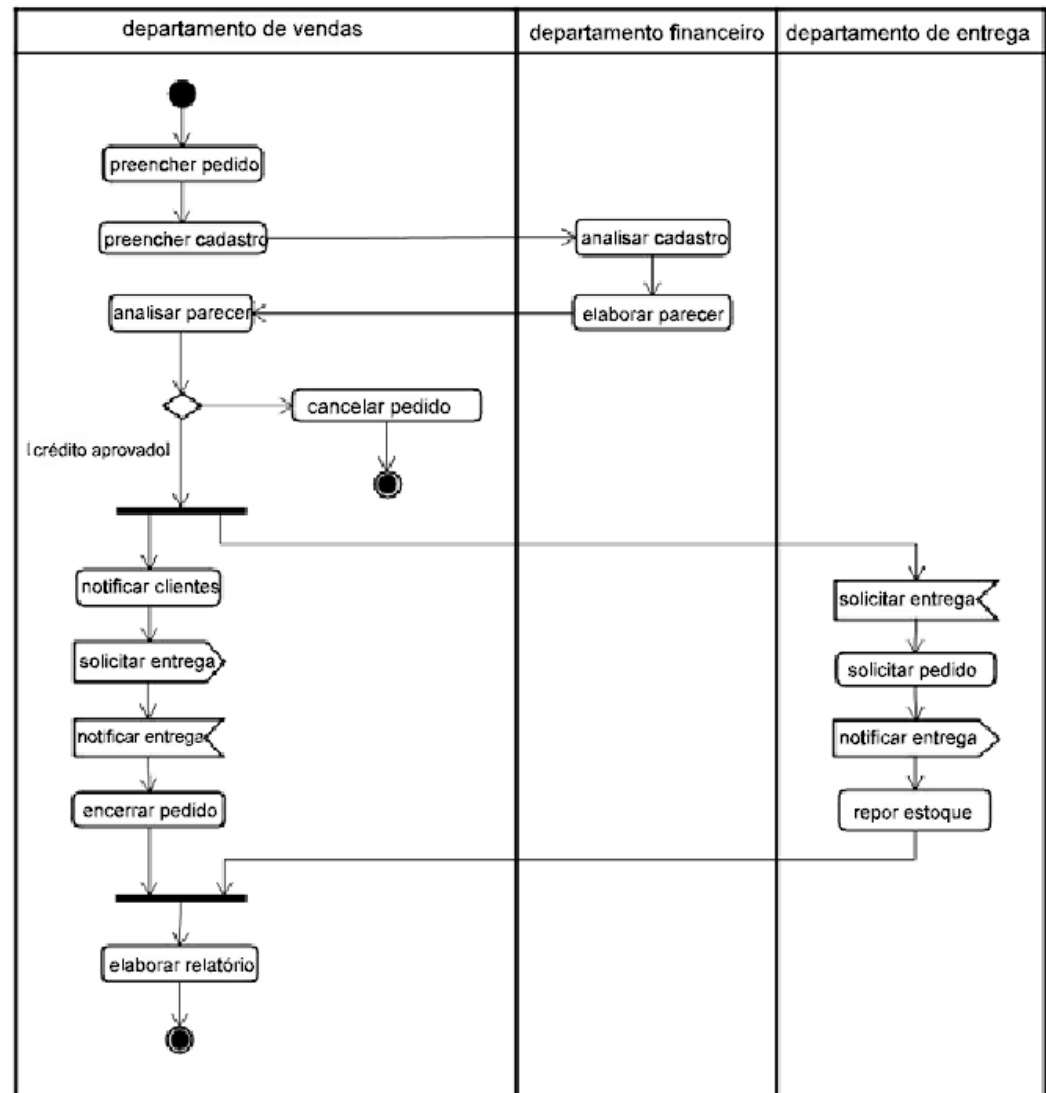 departamento de vendas
departamento financeiro
departamento de entrega
preencher pedido
preencher cadastro
analisar cadastro
analisar parecer
elaborar parecer
cancelar pedido
[crédito aprovado]
notificar clientes
solicitar entrega
solicitar entrega
solicitar pedido
notificar entrega
notificar entrega
encerrar pedido
repor estoque
elaborar relatório